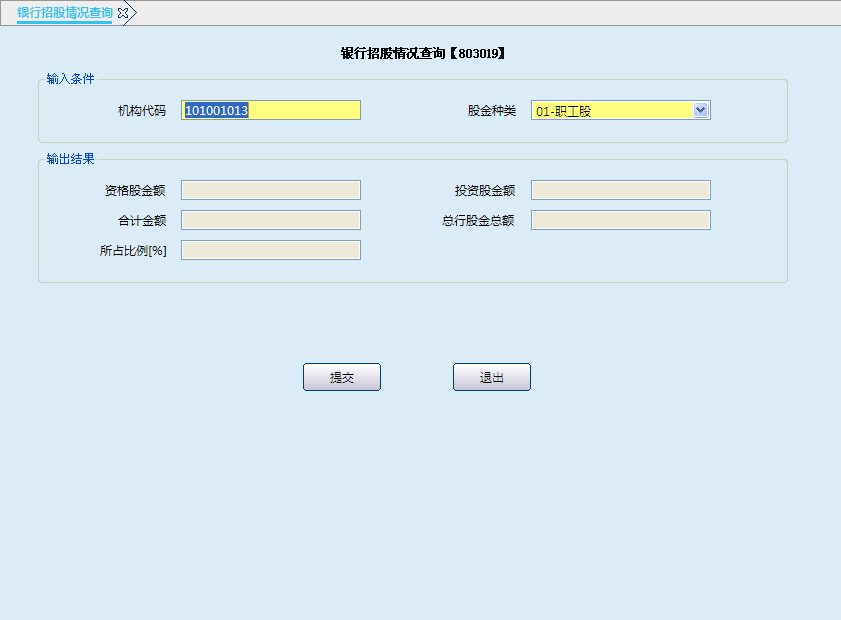 银行招股情况查询
银行招股情况查询【803019】
输入条件
机构代码 101001013 股金种类 01-职工股
输出结果
资格股金额 投资股金额
合计金额 总行股金总额
所占比例[%]
提交 退出